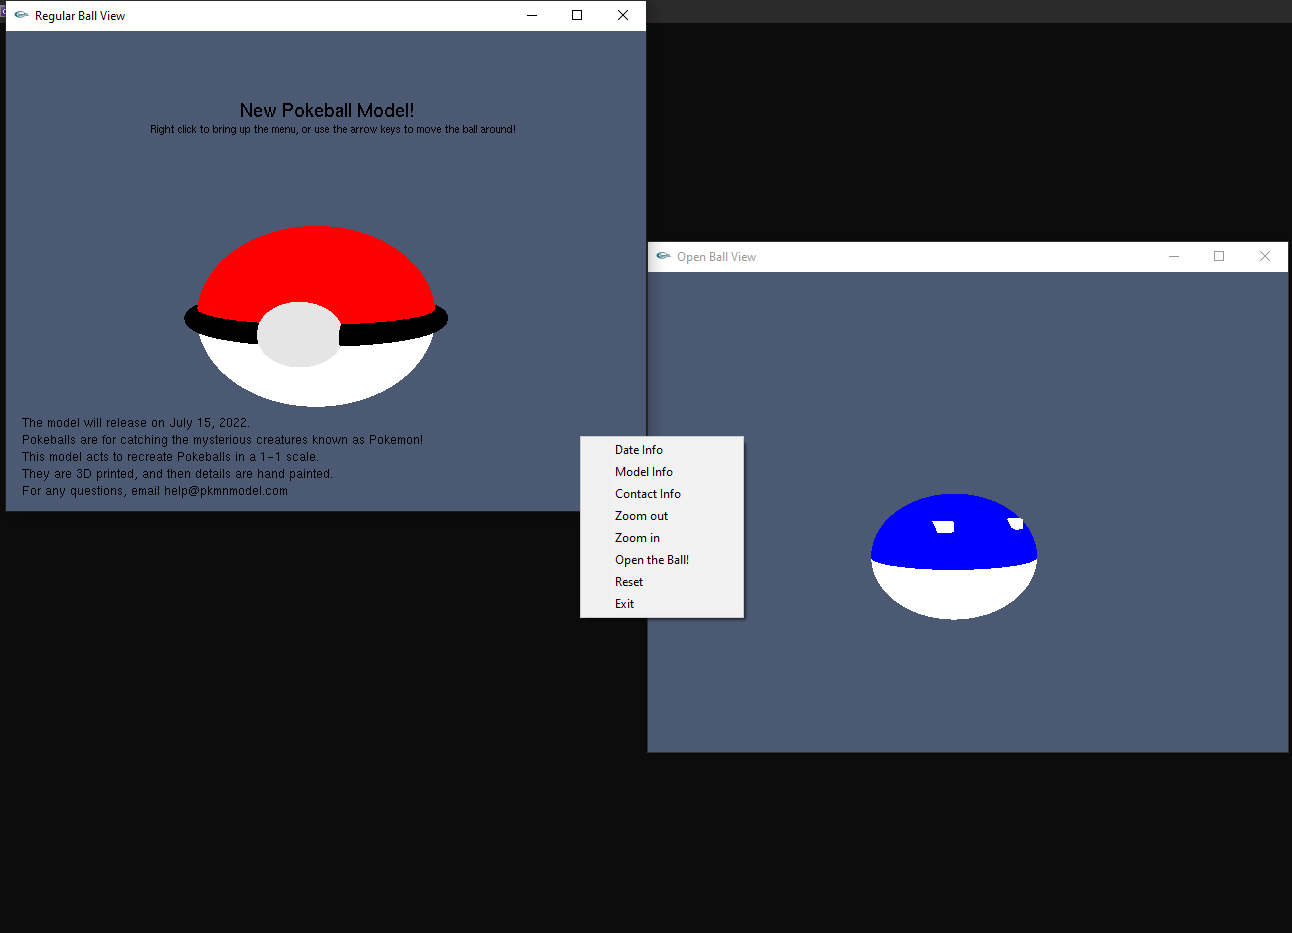 Regular Ball View
New Pokeball Model!
Right click to bring up the menu, or use the arrow keys to move the ball around!
The model will release on July 15, 2022.
Pokeballs are for catching the mysterious creatures known as Pokemon!
This model acts to recreate Pokeballs in a 1-1 scale.
They are 3D printed, and then details are hand painted.
For any questions, email help@pkmnmodel.com
Open Ball View
Date Info
Model Info
Contact Info
Zoom out
Zoom in
Open the Ball!
Reset
Exit